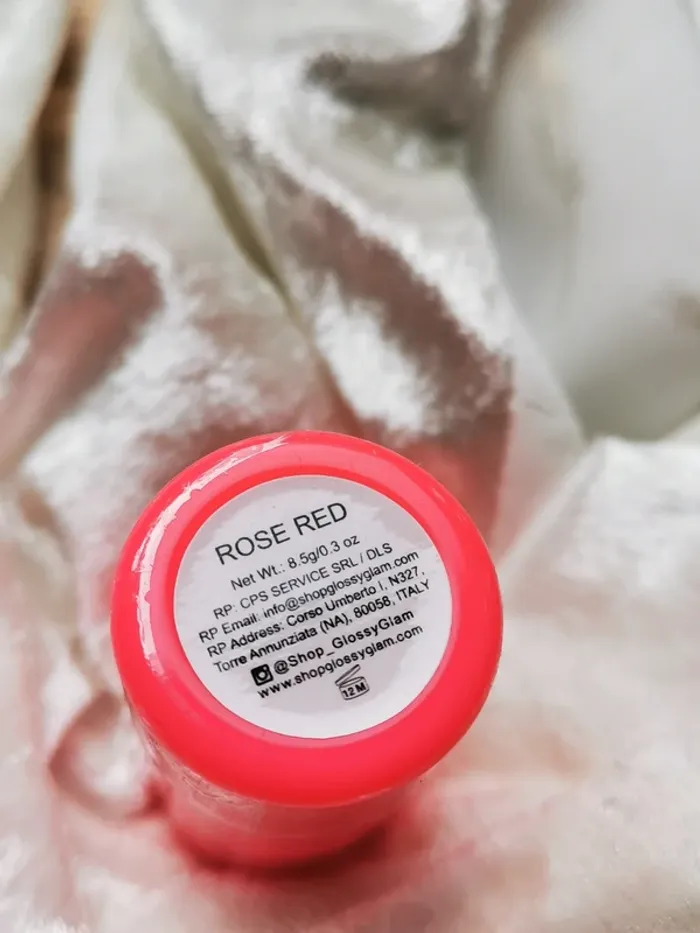 ROSE RED
Net Wt.: 8.5g/0.3 oz
RP: CPS SERVICE SRL / DLS
RP Email: info@shopglossyglam.com
RP Address: Corso Umberto I, N327,
Torre Annunziata (NA), 80058, ITALY
@Shop_GlossyGlam
www.shopglossyglam.com
12 M